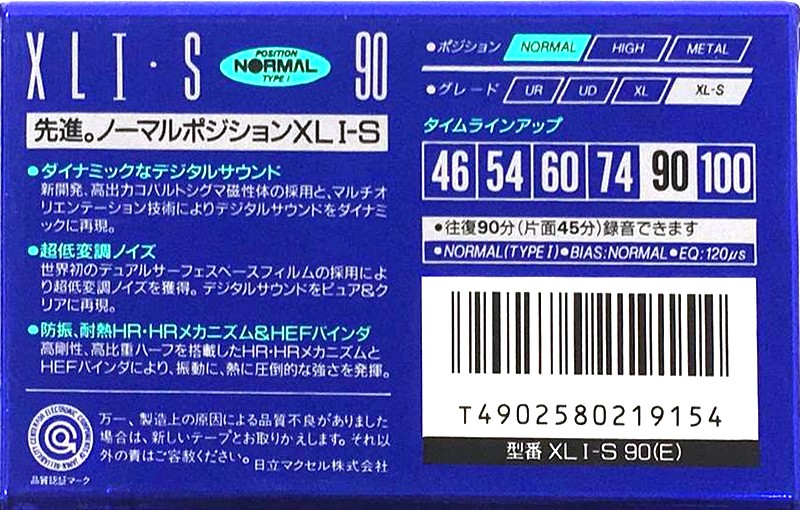 XLI・S POSITION NORMAL TYPE I 90
先進。ノーマルポジションXLI-S
●ダイナミックなデジタルサウンド
新開発、高出力コバルトシグマ磁性体の採用と、マルチオ
リエンテーション技術によりデジタルサウンドをダイナミ
ックに再現。
●超低変調ノイズ
世界初のデュアルサーフェスベースフィルムの採用によ
り超低変調ノイズを獲得。デジタルサウンドをピュア&ク
リアに再現。
●防振、耐熱HR・HRメカニズム&HEFバインダ
高剛性、高比重ハーフを搭載したHR・HRメカニズムと
HEFバインダにより、振動に、熱に圧倒的な強さを発揮。
万一、製造上の原因による品質不良がありました
場合は、新しいテープとお取りかえします。それ以
外の責はご容赦ください。日立マクセル株式会社
品質認証マーク
●ポジション NORMAL HIGH METAL
●グレード UR UD XL XL-S
タイムラインアップ
46 54 60 74 90 100
●往復90分(片面45分)録音できます
●NORMAL(TYPE I)●BIAS:NORMAL●EQ:120μs
T4902580219154
型番 XLI-S 90(E)